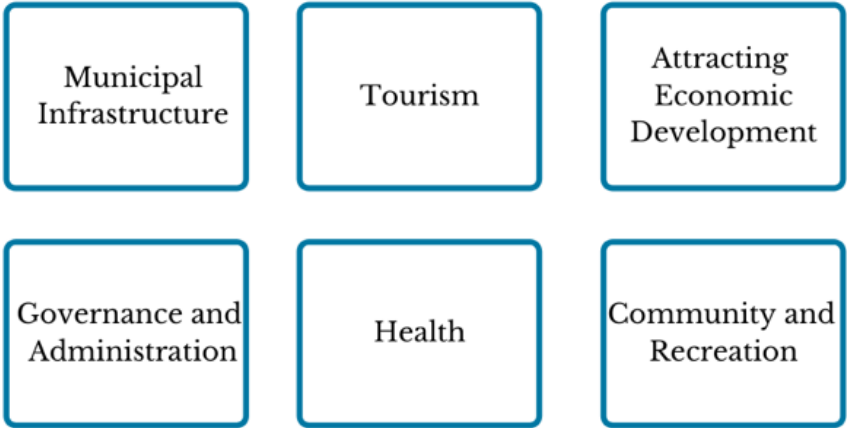 Municipal
Infrastructure
Tourism
Attracting
Economic
Development
Governance and
Administration
Health
Community and
Recreation